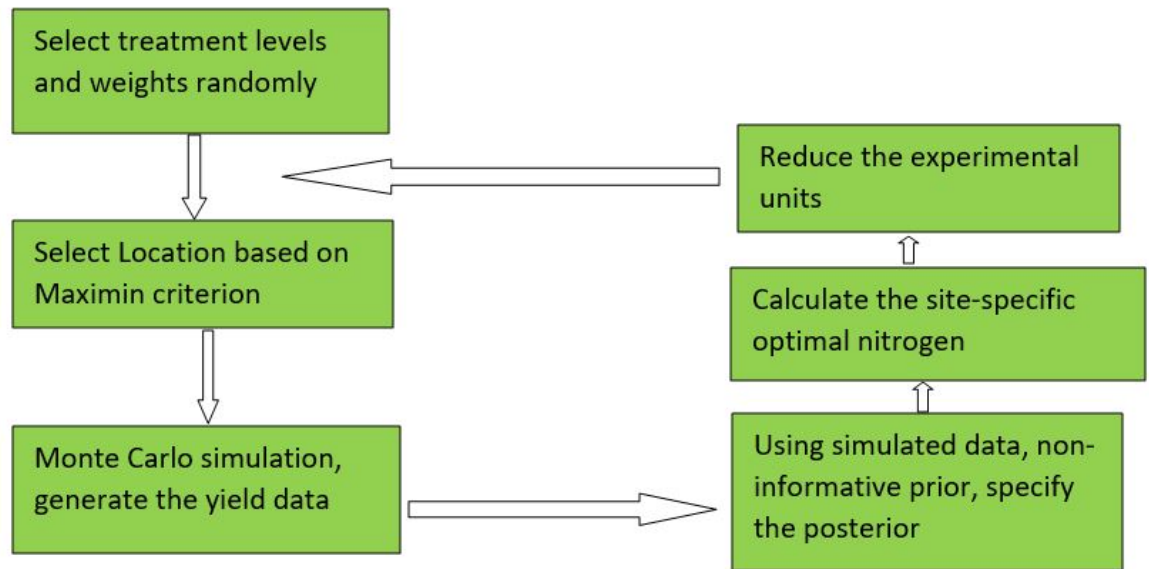 Select treatment levels
and weights randomly
Select Location based on
Maximin criterion
Monte Carlo simulation,
generate the yield data
Using simulated data, non-
informative prior, specify
the posterior
Calculate the site-specific
optimal nitrogen
Reduce the experimental
units